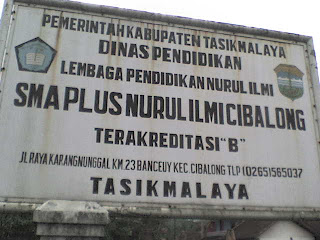 PEMERINTAH KABUPATEN TASIKMALAYA
DINAS PENDIDIKAN
LEMBAGA PENDIDIKAN NURUL ILMI
SMA PLUS NURUL ILMI CIBALONG
TERAKREDITASI "B"
JL RAYA KARANGNUNGGAL KM. 23 BANCEUY KEC. CIBALONG TLP (0265)565037
TASIKMALAYA